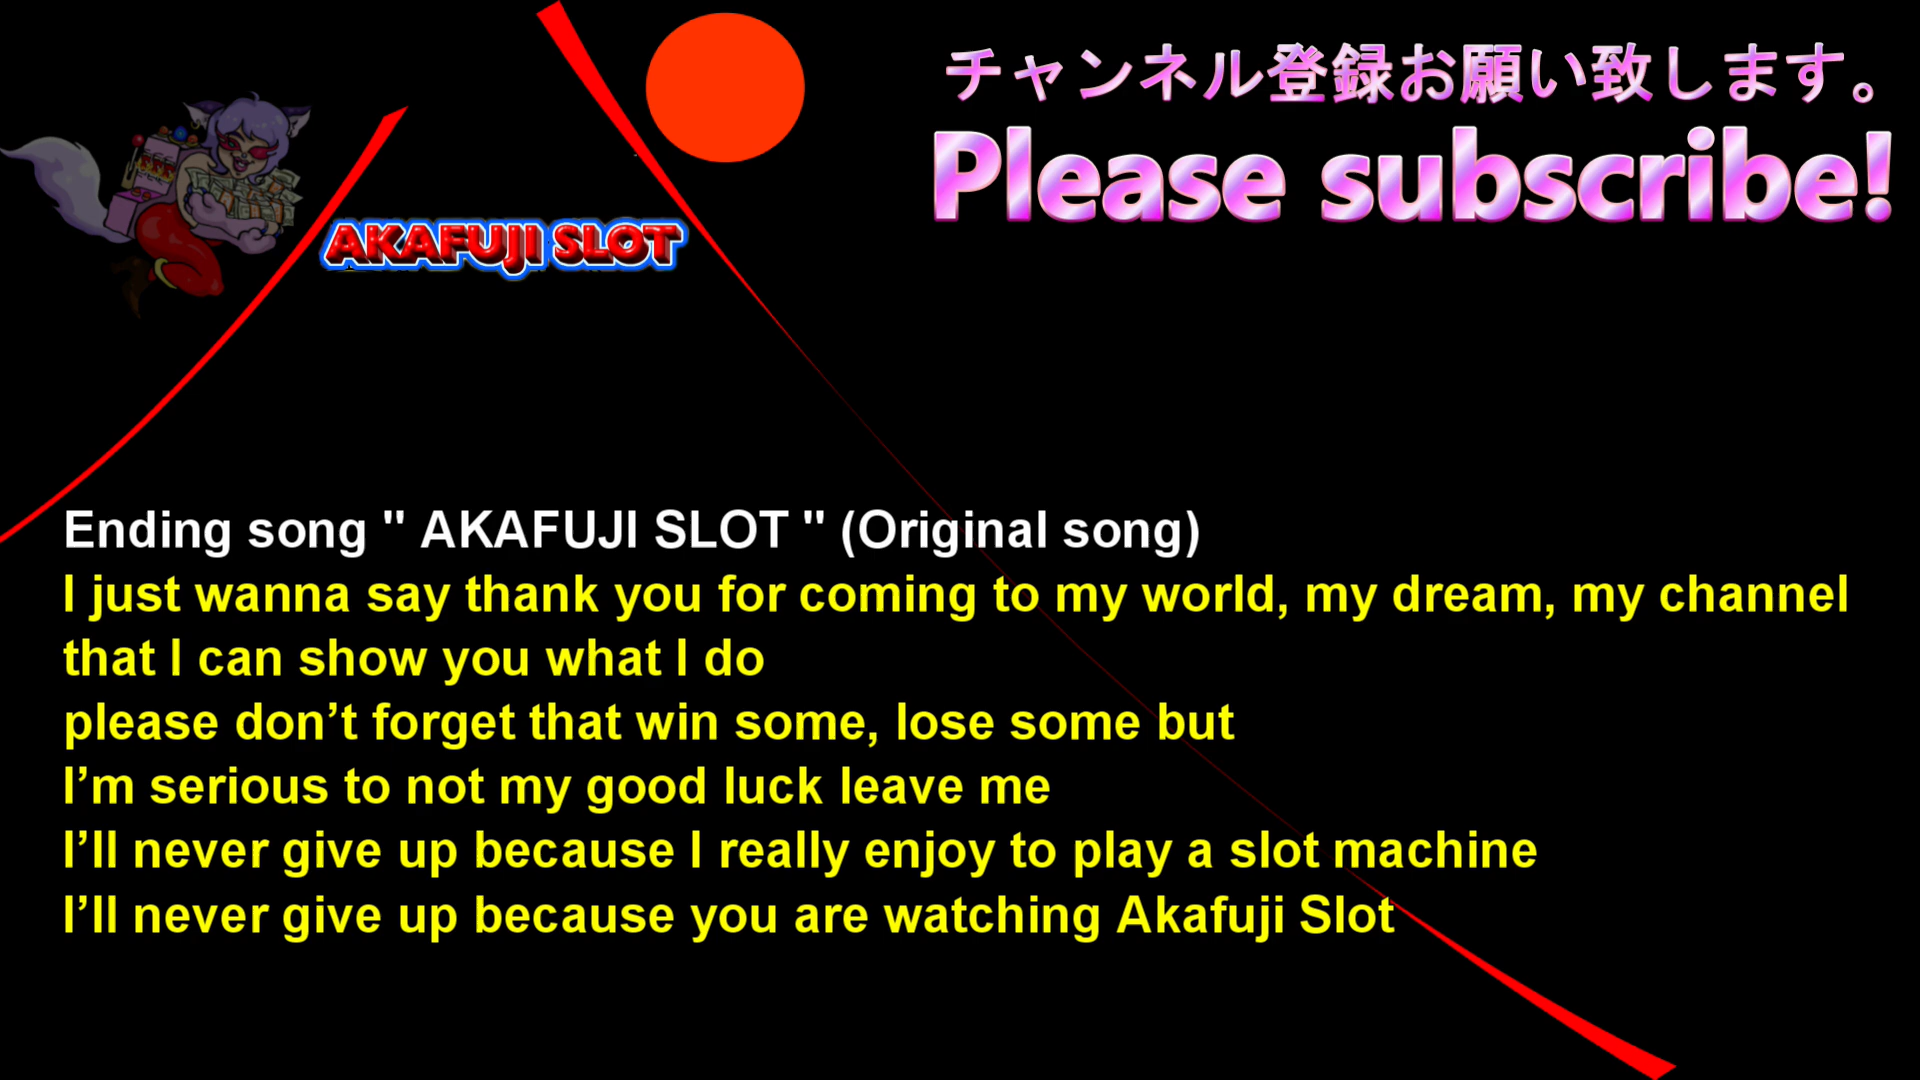 チャンネル登録お願い致します。
Please subscribe!
AKAFUJI SLOT
Ending song " AKAFUJI SLOT " (Original song)
I just wanna say thank you for coming to my world, my dream, my channel
that I can show you what I do
please don’t forget that win some, lose some but
I’m serious to not my good luck leave me
I’ll never give up because I really enjoy to play a slot machine
I’ll never give up because you are watching Akafuji Slot